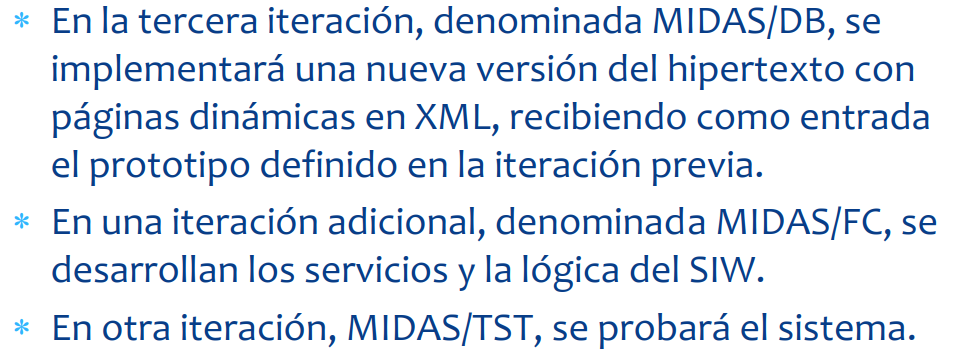 * En la tercera iteración, denominada MIDAS/DB, se
implementará una nueva versión del hipertexto con
páginas dinámicas en XML, recibiendo como entrada
el prototipo definido en la iteración previa.
* En una iteración adicional, denominada MIDAS/FC, se
desarrollan los servicios y la lógica del SIW.
* En otra iteración, MIDAS/TST, se probará el sistema.